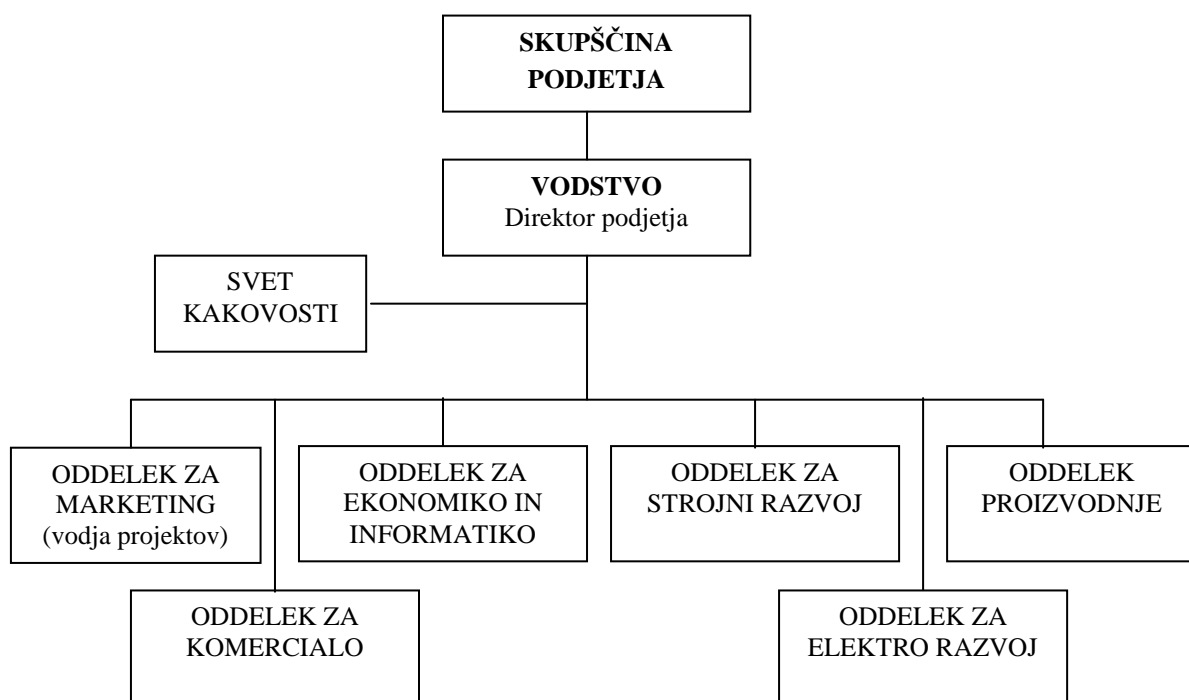 SKUPŠČINA
PODJETJA
VODSTVO
Direktor podjetja
SVET
KAKOVOSTI
ODDELEK ZA
MARKETING
(vodja projektov)
ODDELEK ZA
EKONOMIKO IN
INFORMATIKO
ODDELEK ZA
STROJNI RAZVOJ
ODDELEK
PROIZVODNJE
ODDELEK ZA
KOMERCIALO
ODDELEK ZA
ELEKTRO RAZVOJ